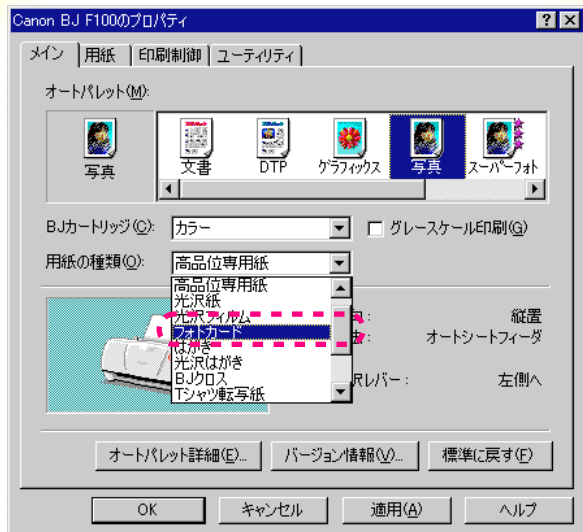 Canon BJ F100のプロパティ
メイン 用紙 印刷制御 ユーティリティ
オートパレット(M):
写真 文書 DTP グラフィックス 写真 スーパーフォト
BJカートリッジ(C): カラー グレースケール印刷(G)
用紙の種類(O): 高品位専用紙
高品位専用紙
光沢紙
光沢フィルム
縦置
フォトカード
オートシートフィーダ
はがき
光沢はがき
BJクロス
沢レバー: 左側へ
Tシャツ転写紙
オートパレット詳細(E)... バージョン情報(V)... 標準に戻す(F)
OK キャンセル 適用(A) ヘルプ